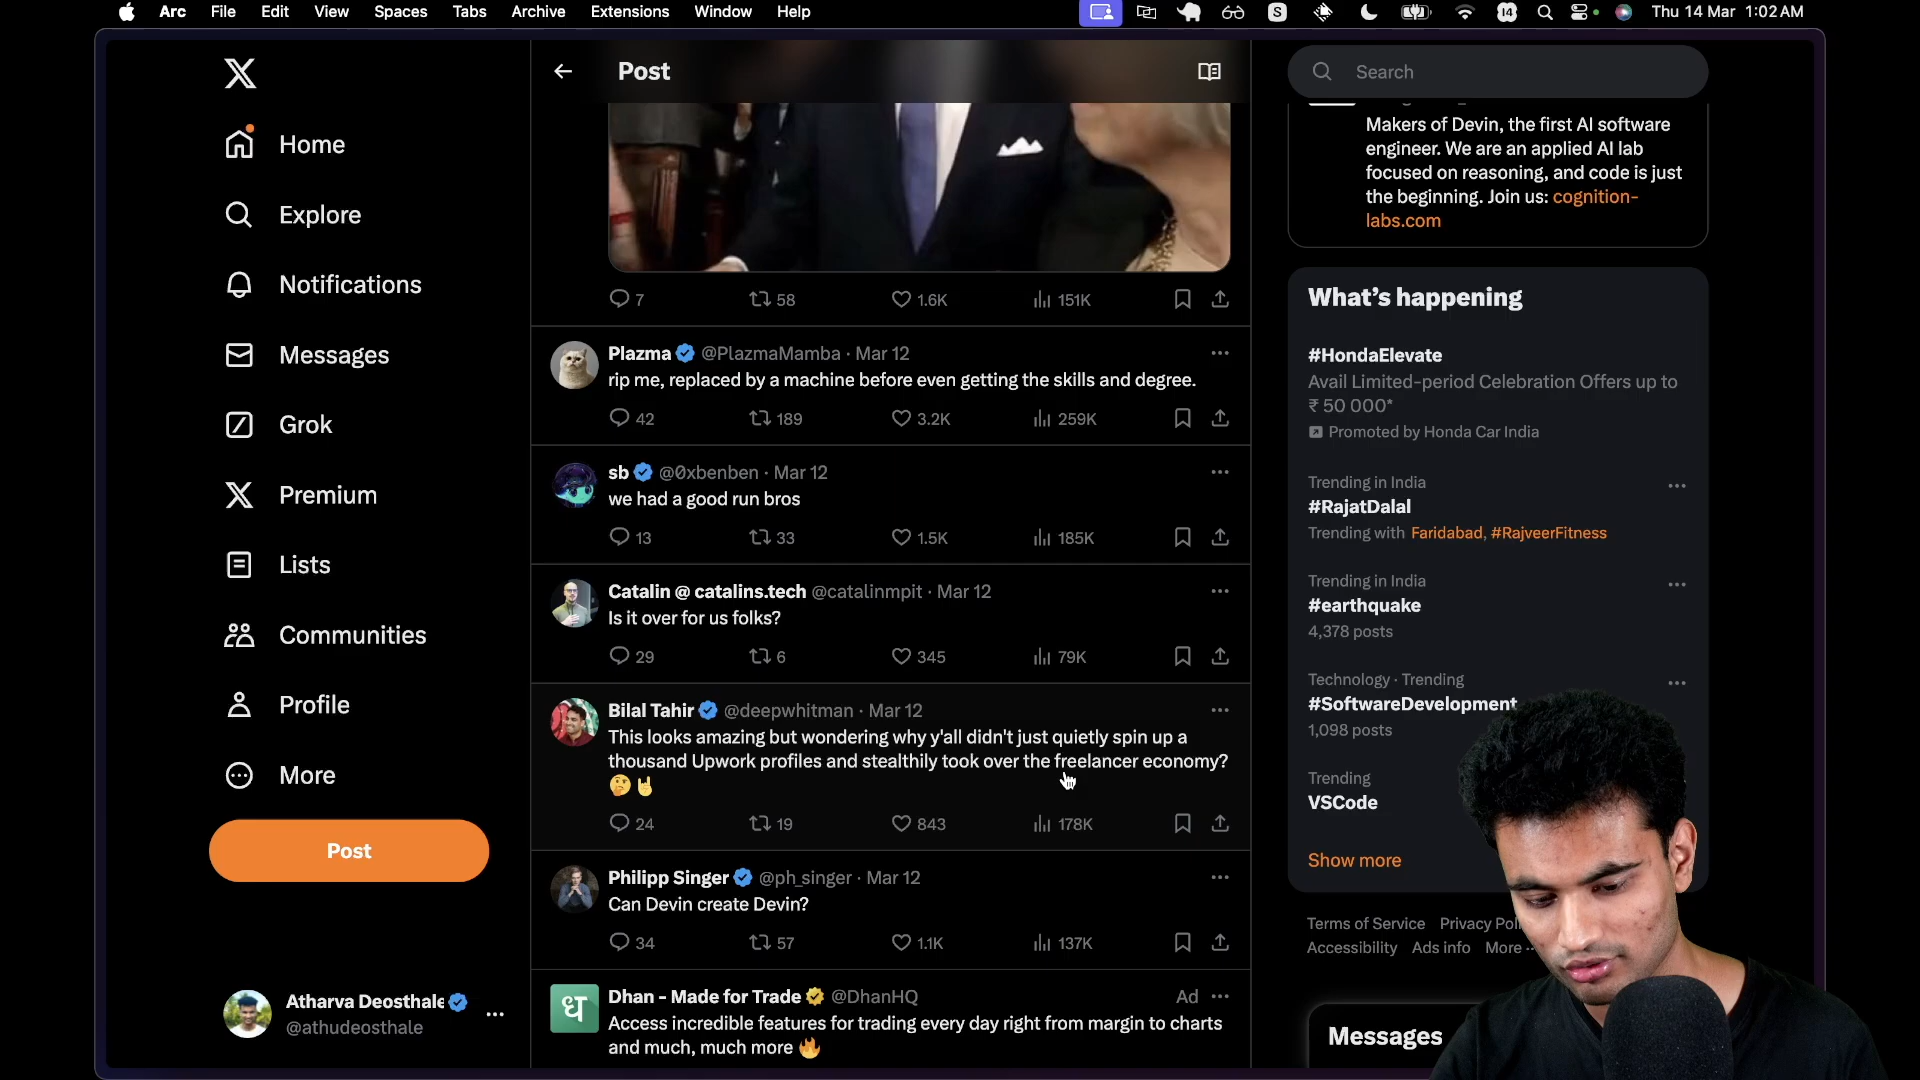 Arc File Edit View Spaces Tabs Archive Extensions Window Help
S 14 Thu 14 Mar 1:02 AM
Home
Explore
Notifications
Messages
Grok
Premium
Lists
Communities
Profile
More
Post
Atharva Deosthale
@athudeosthale
Post
7 58 1.6K 151K
Plazma @PlazmaMamba · Mar 12
rip me, replaced by a machine before even getting the skills and degree.
42 189 3.2K 259K
sb @0xbenben · Mar 12
we had a good run bros
13 33 1.5K 185K
Catalin @ catalins.tech @catalinmpit · Mar 12
Is it over for us folks?
29 6 345 79K
Bilal Tahir @deepwhitman · Mar 12
This looks amazing but wondering why y'all didn't just quietly spin up a
thousand Upwork profiles and stealthily took over the freelancer economy?
🤔🤘
24 19 843 178K
Philipp Singer @ph_singer · Mar 12
Can Devin create Devin?
34 57 1.1K 137K
ध
Dhan - Made for Trade @DhanHQ Ad
Access incredible features for trading every day right from margin to charts
and much, much more 🔥
Search
Makers of Devin, the first AI software
engineer. We are an applied AI lab
focused on reasoning, and code is just
the beginning. Join us: cognition-
labs.com
What's happening
#HondaElevate
Avail Limited-period Celebration Offers up to
₹ 50 000*
Promoted by Honda Car India
Trending in India
#RajatDalal
Trending with Faridabad, #RajveerFitness
Trending in India
#earthquake
4,378 posts
Technology · Trending
#SoftwareDevelopment
1,098 posts
Trending
VSCode
Show more
Terms of Service Privacy
Accessibility Ads info More
Messages